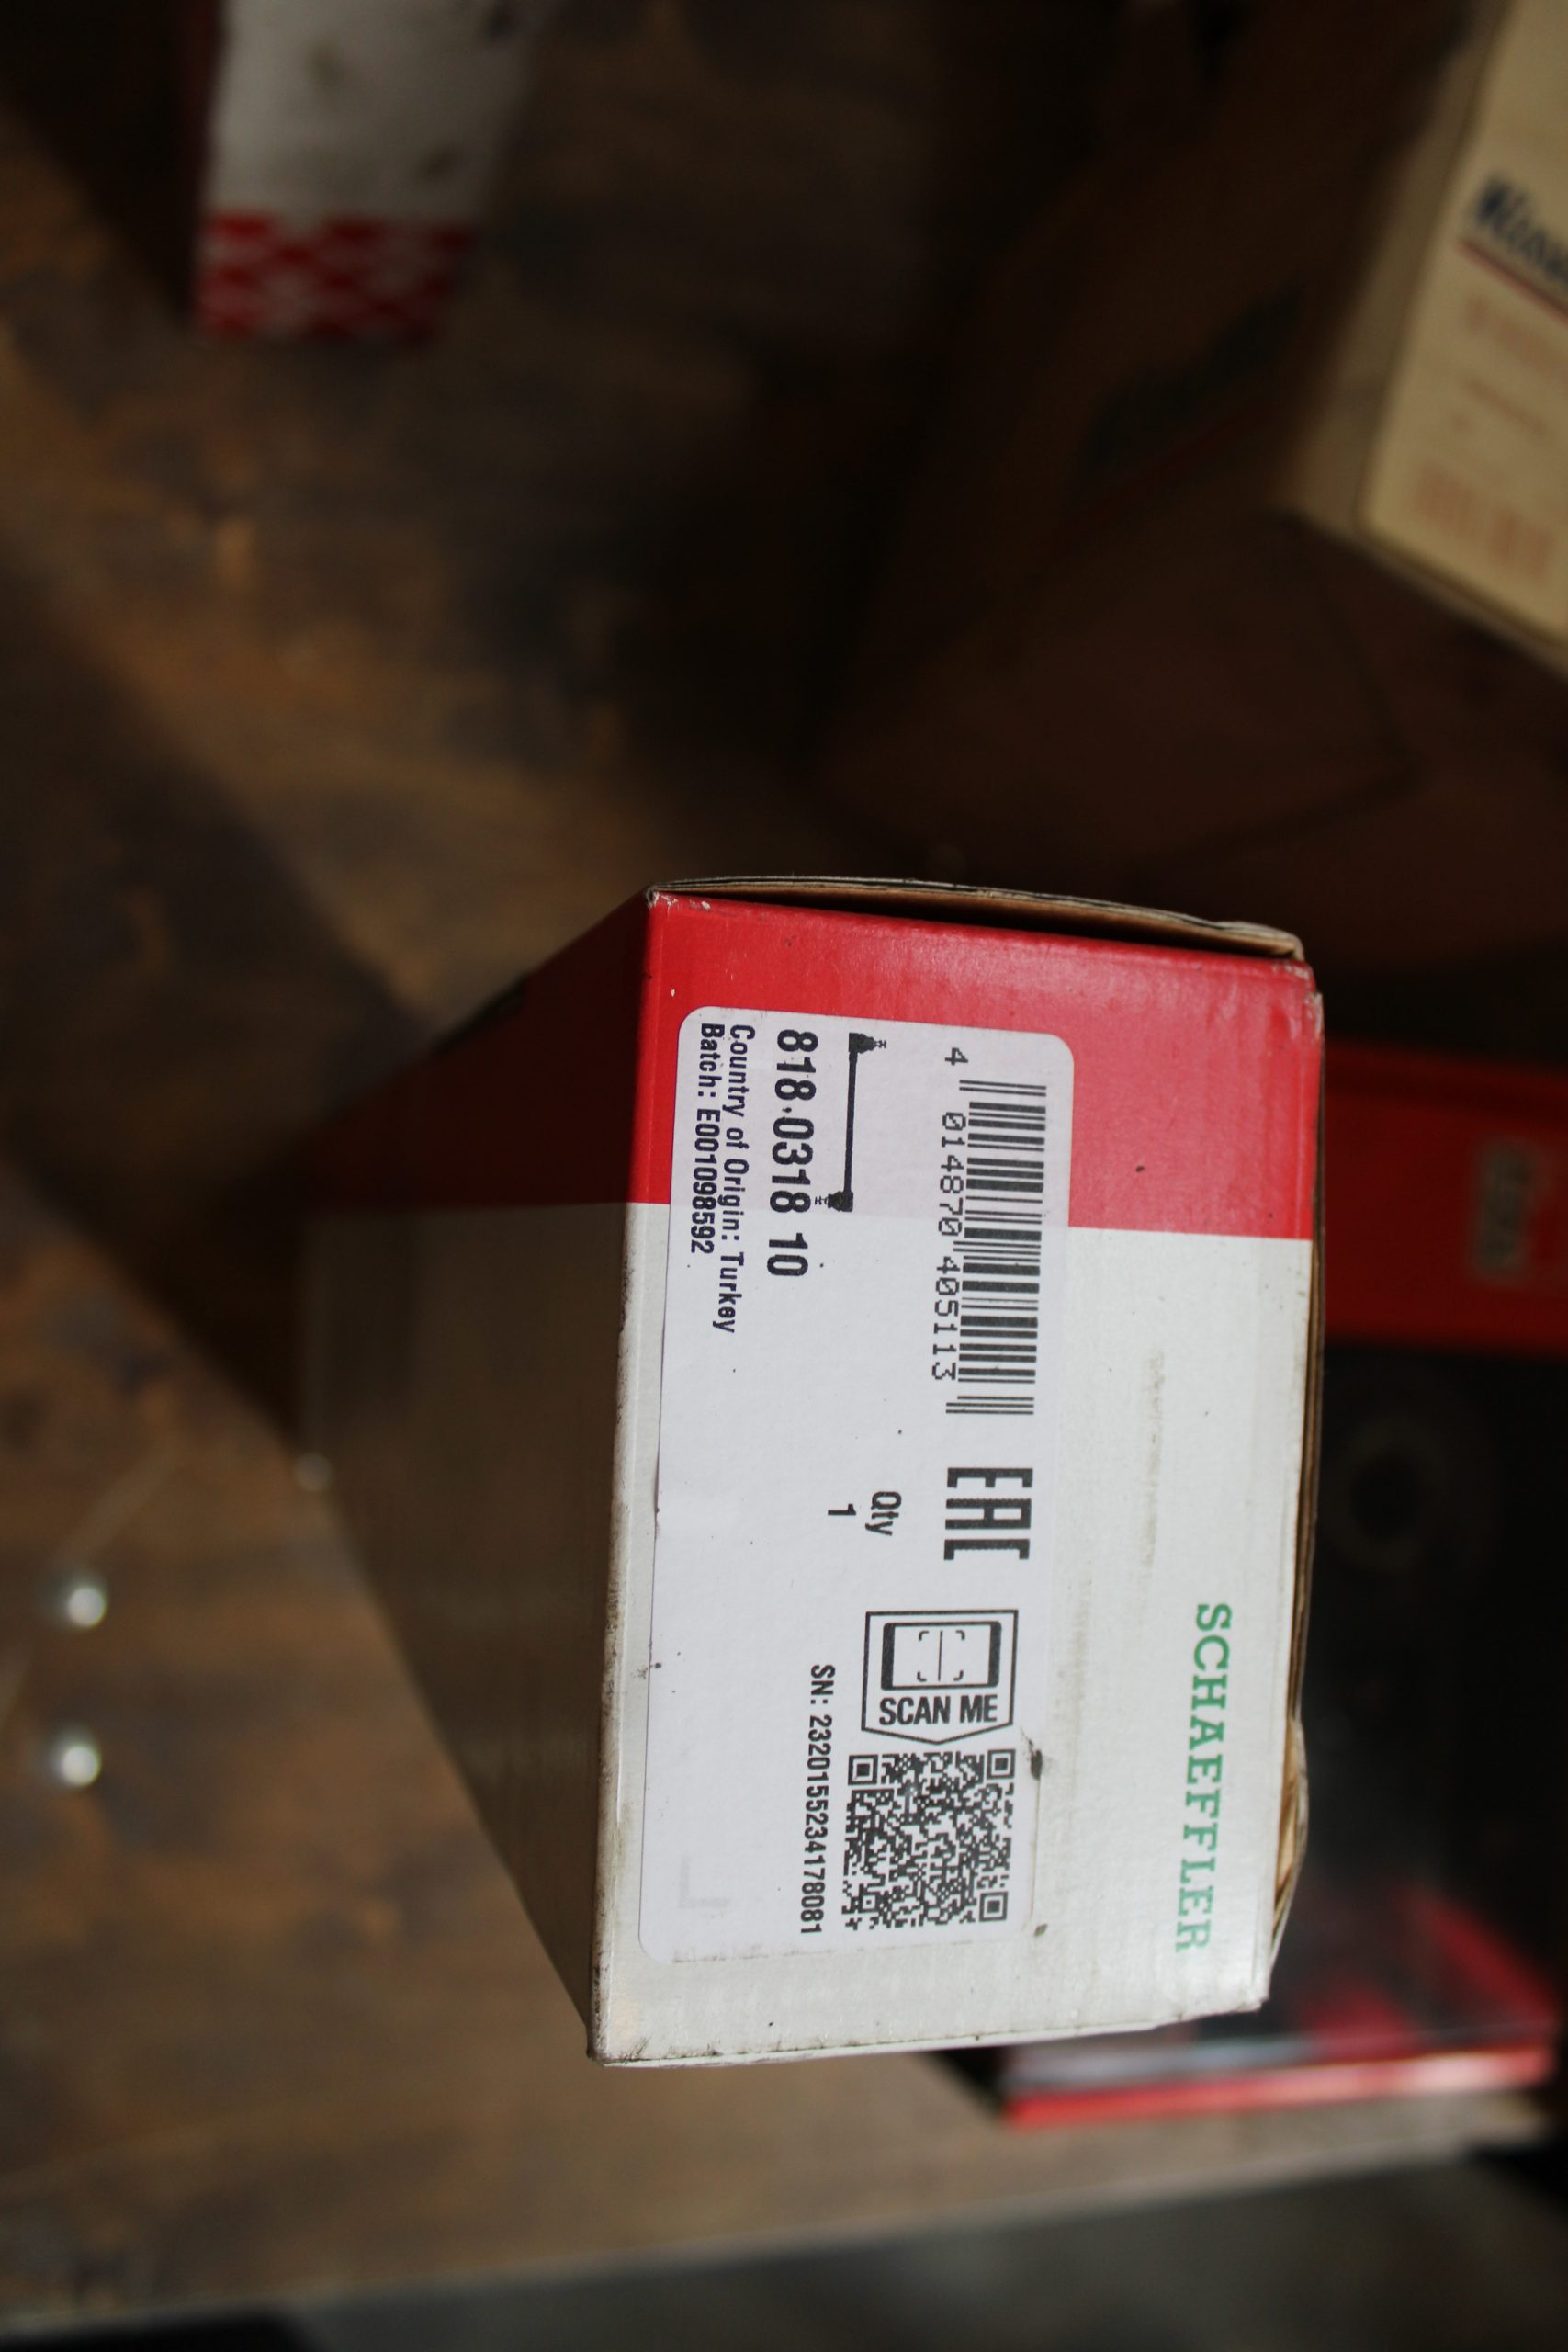 SCHAEFFLER
4 014870 405113
EAC
SCAN ME
Qty
1
818 0318 10
SN: 2320155234178081
Country of Origin: Turkey
Batch: E001098592